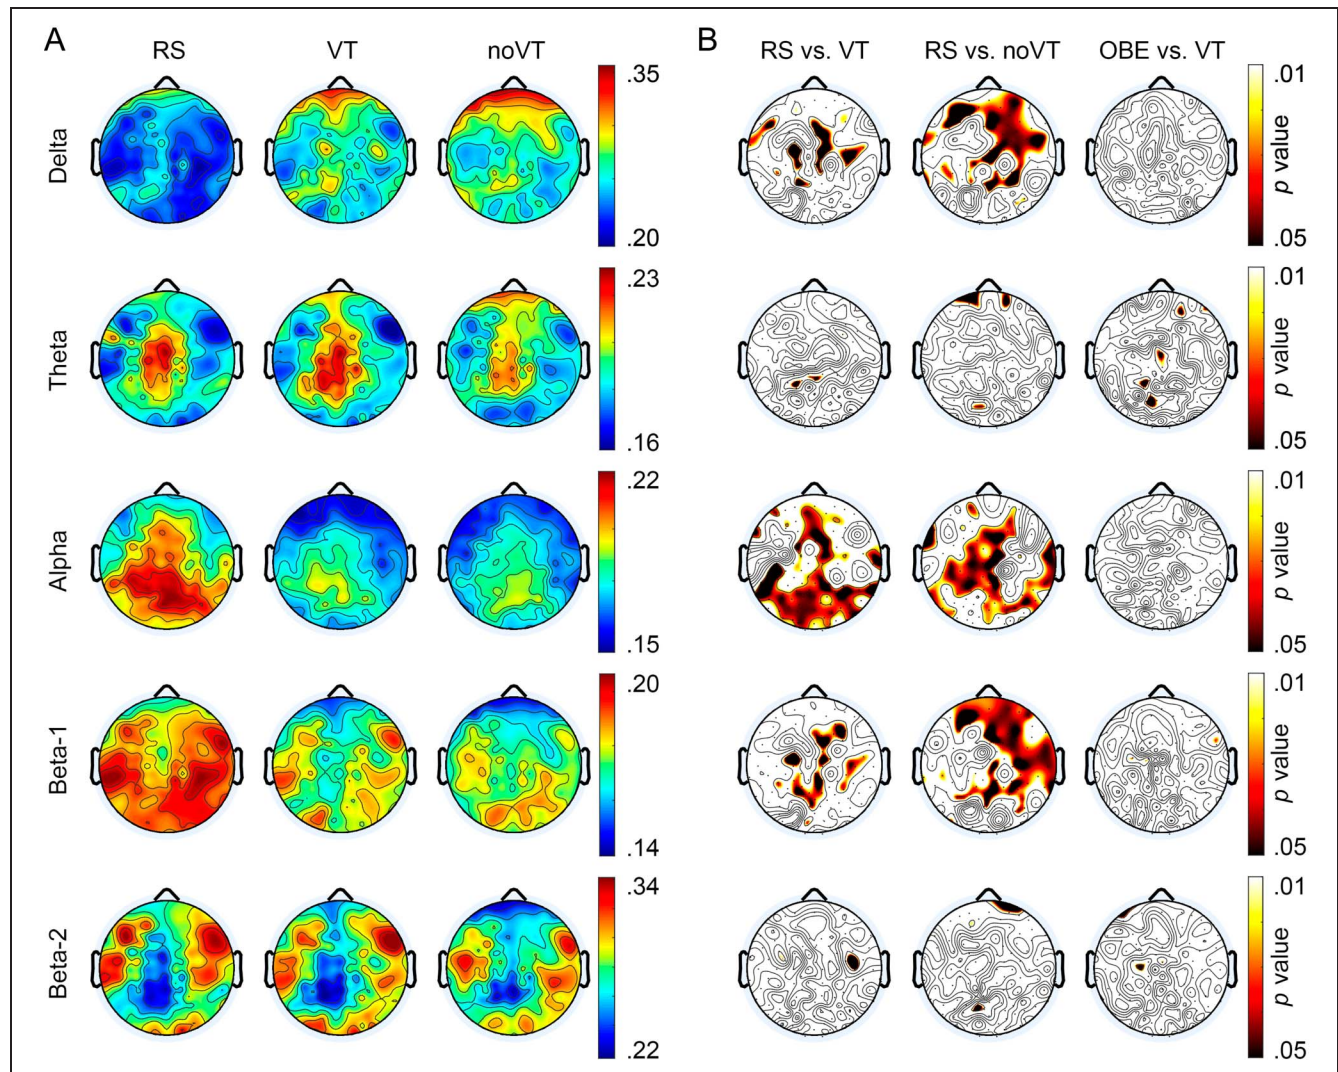 A
B
RS
VT
noVT
RS vs. VT
RS vs. noVT
OBE vs. VT
Delta
.35
.20
.01
p value
.05
Theta
.23
.16
.01
p value
.05
Alpha
.22
.15
.01
p value
.05
Beta-1
.20
.14
.01
p value
.05
Beta-2
.34
.22
.01
p value
.05